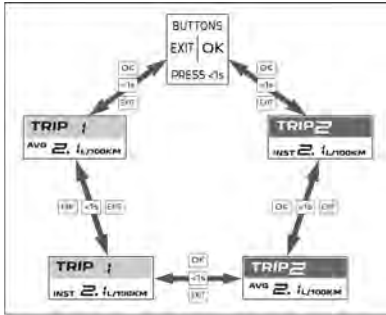 BUTTONS
EXIT OK
PRESS <1s
OK
<1s
EXIT
OK
<1s
EXIT
TRIP 1
AVG 2.1L/100KM
TRIP 2
INST 2.1L/100KM
<1s EXIT
OK <1s EXIT
TRIP 1
INST 2.1L/100KM
OK
<1s
EXIT
TRIP 2
AVG 2.1L/100KM